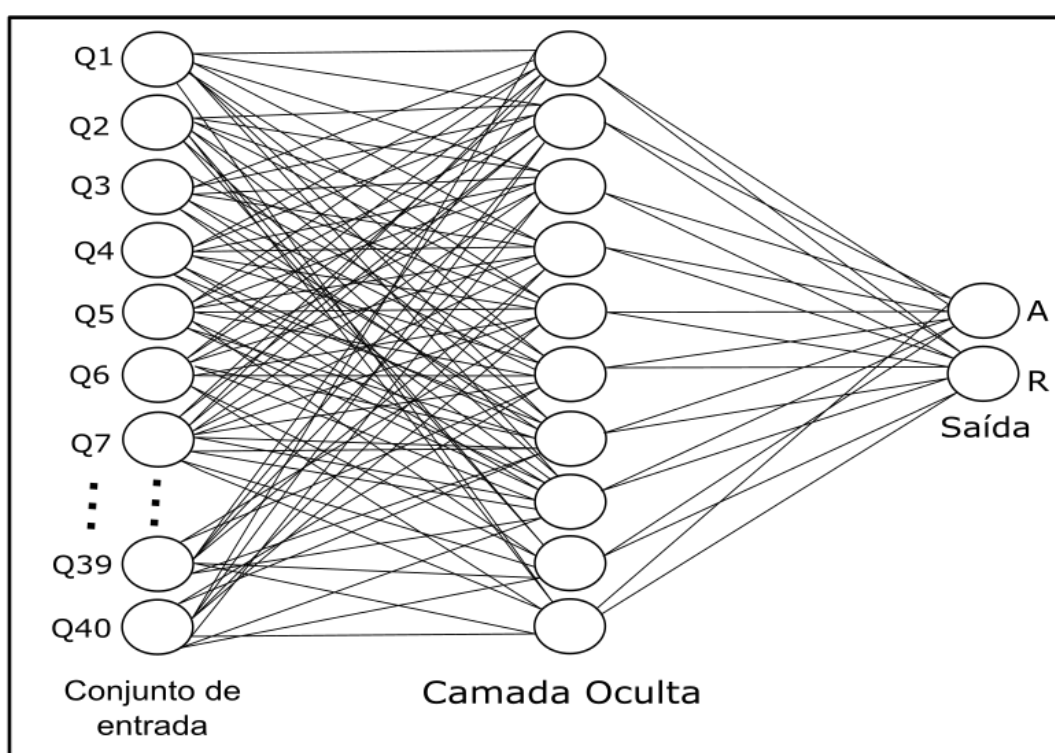 Q1
Q2
Q3
Q4
Q5
Q6
Q7
Q39
Q40
Conjunto de
entrada
Camada Oculta
A
R
Saída